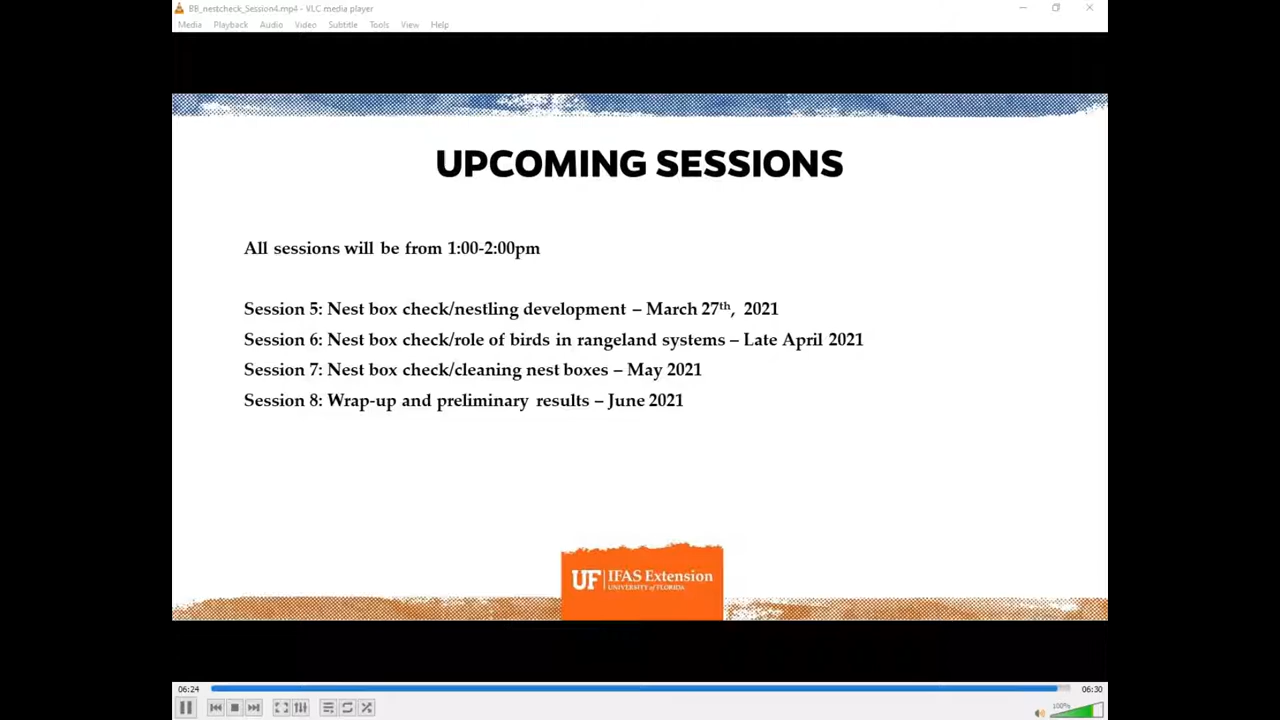 BB_nestcheck_Session4.mp4 - VLC media player
Media Playback Audio Video Subtitle Tools View Help
UPCOMING SESSIONS
All sessions will be from 1:00-2:00pm
Session 5: Nest box check/nestling development – March 27th, 2021
Session 6: Nest box check/role of birds in rangeland systems – Late April 2021
Session 7: Nest box check/cleaning nest boxes – May 2021
Session 8: Wrap-up and preliminary results – June 2021
UF IFAS Extension
UNIVERSITY of FLORIDA
06:24 06:30
100%